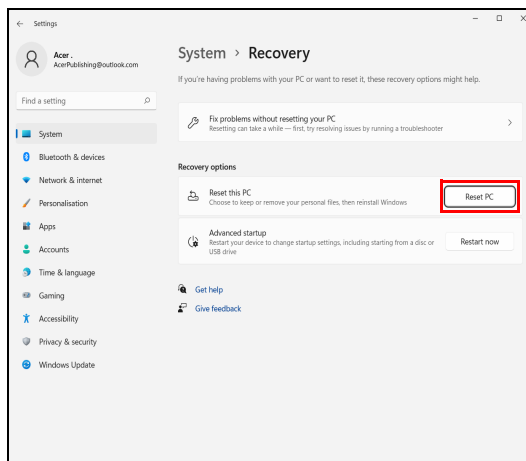 Settings
Acer .
AcerPublishing@outlook.com
Find a setting
System
Bluetooth & devices
Network & internet
Personalisation
Apps
Accounts
Time & language
Gaming
Accessibility
Privacy & security
Windows Update
System > Recovery
If you're having problems with your PC or want to reset it, these recovery options might help.
Fix problems without resetting your PC
Resetting can take a while — first, try resolving issues by running a troubleshooter
Recovery options
Reset this PC
Choose to keep or remove your personal files, then reinstall Windows
Reset PC
Advanced startup
Restart your device to change startup settings, including starting from a disc or
USB drive
Restart now
Get help
Give feedback